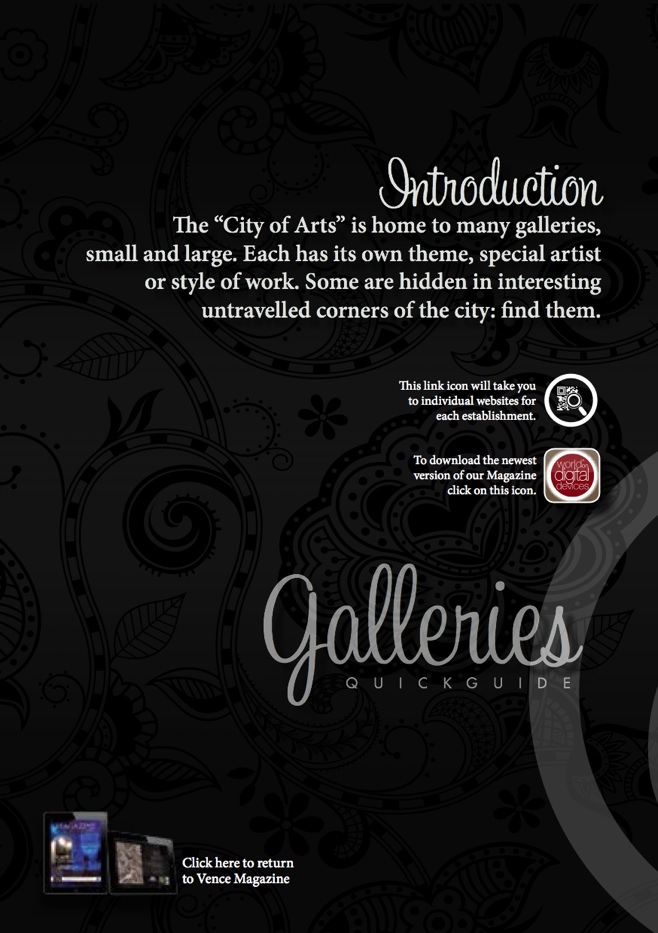 Introduction
The “City of Arts” is home to many galleries,
small and large. Each has its own theme, special artist
or style of work. Some are hidden in interesting
untravelled corners of the city: find them.
This link icon will take you
to individual websites for
each establishment.
To download the newest
version of our Magazine
click on this icon.
world on
digital
devices
Galleries
QUICKGUIDE
MAGAZINE
Click here to return
to Vence Magazine